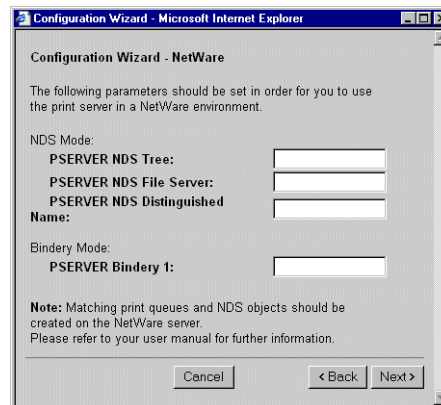 Configuration Wizard - Microsoft Internet Explorer
Configuration Wizard - NetWare
The following parameters should be set in order for you to use
the print server in a NetWare environment.
NDS Mode:
PSERVER NDS Tree:
PSERVER NDS File Server:
PSERVER NDS Distinguished
Name:
Bindery Mode:
PSERVER Bindery 1:
Note: Matching print queues and NDS objects should be
created on the NetWare server.
Please refer to your user manual for further information.
Cancel
< Back
Next >